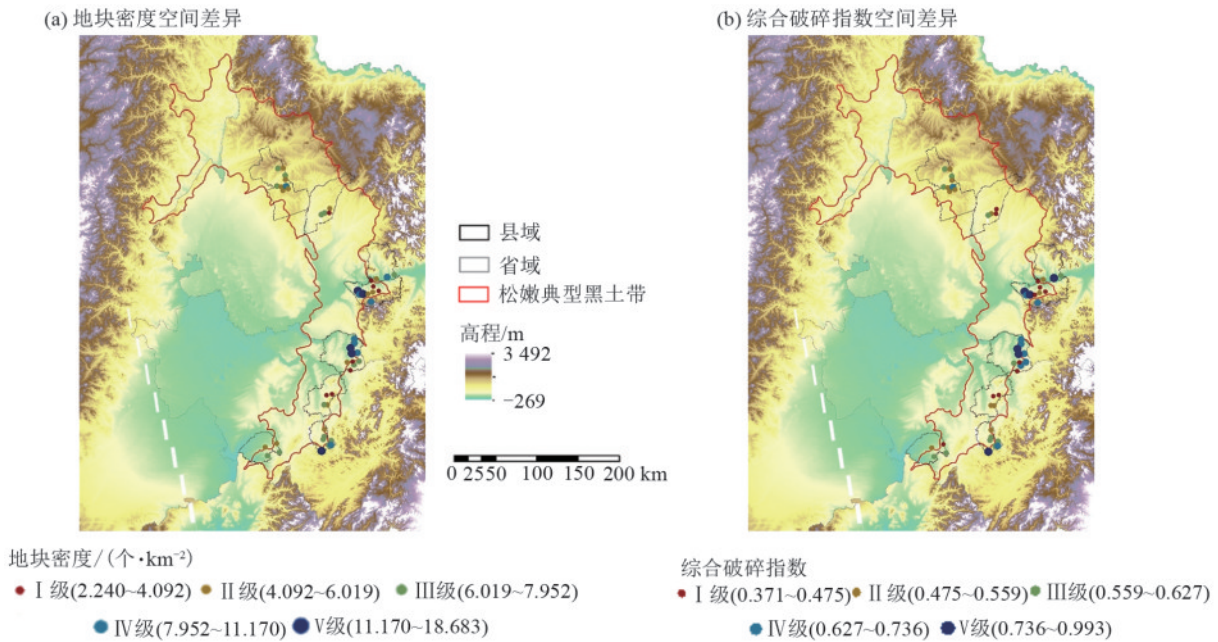 (a) 地块密度空间差异
(b) 综合破碎指数空间差异
县域
省域
松嫩典型黑土带
高程/m
3 492
−269
0 2550 100 150 200 km
地块密度/(个·km⁻²)
Ⅰ级(2.240~4.092) Ⅱ级(4.092~6.019) Ⅲ级(6.019~7.952)
Ⅳ级(7.952~11.170) Ⅴ级(11.170~18.683)
综合破碎指数
Ⅰ级(0.371~0.475) Ⅱ级(0.475~0.559) Ⅲ级(0.559~0.627)
Ⅳ级(0.627~0.736) Ⅴ级(0.736~0.993)